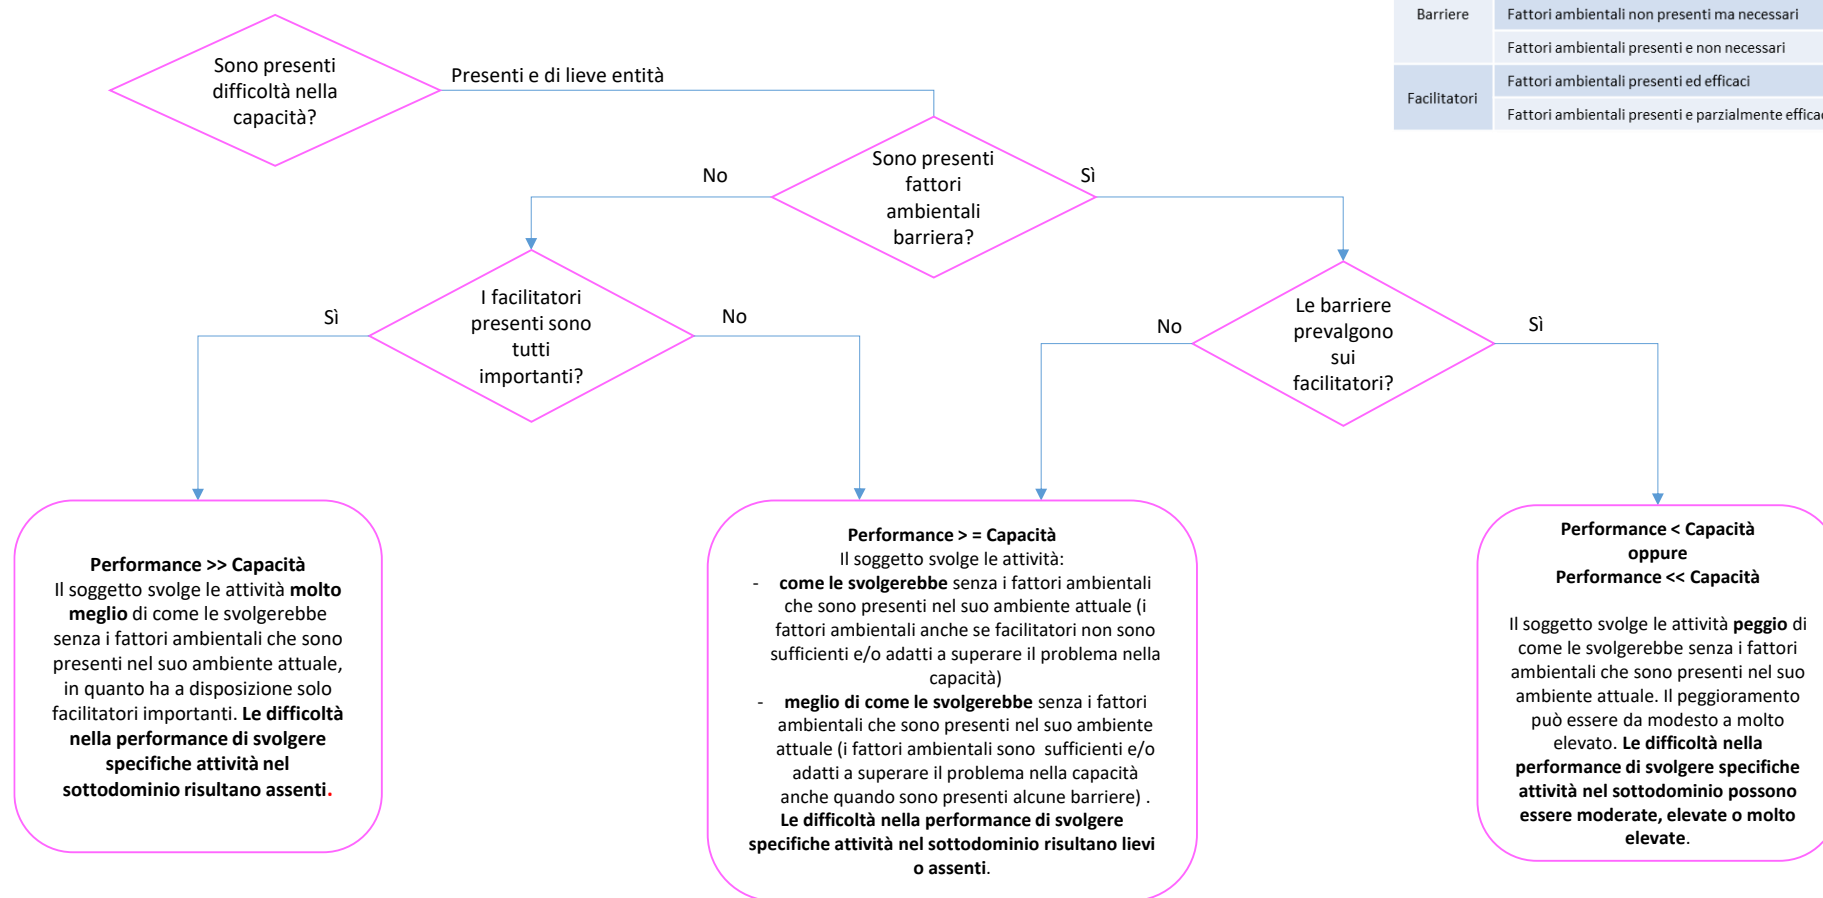 Sono presenti
difficoltà nella
capacità?
Presenti e di lieve entità
Barriere
Fattori ambientali non presenti ma necessari
Fattori ambientali presenti e non necessari
Facilitatori
Fattori ambientali presenti ed efficaci
Fattori ambientali presenti e parzialmente
No
Sono presenti
fattori
ambientali
barriera?
Sì
Sì
I facilitatori
presenti sono
tutti
importanti?
No
No
Le barriere
prevalgono
sui
facilitatori?
Sì
Performance >> Capacità
Il soggetto svolge le attività molto
meglio di come le svolgerebbe
senza i fattori ambientali che sono
presenti nel suo ambiente attuale,
in quanto ha a disposizione solo
facilitatori importanti. Le difficoltà
nella performance di svolgere
specifiche attività nel
sottodominio risultano assenti.
Performance > = Capacità
Il soggetto svolge le attività:
- come le svolgerebbe senza i fattori ambientali
che sono presenti nel suo ambiente attuale (i
fattori ambientali anche se facilitatori non sono
sufficienti e/o adatti a superare il problema nella
capacità)
- meglio di come le svolgerebbe senza i fattori
ambientali che sono presenti nel suo ambiente
attuale (i fattori ambientali sono sufficienti e/o
adatti a superare il problema nella capacità
anche quando sono presenti alcune barriere) .
Le difficoltà nella performance di svolgere
specifiche attività nel sottodominio risultano lievi
o assenti.
Performance < Capacità
oppure
Performance << Capacità
Il soggetto svolge le attività peggio di
come le svolgerebbe senza i fattori
ambientali che sono presenti nel suo
ambiente attuale. Il peggioramento
può essere da modesto a molto
elevato. Le difficoltà nella
performance di svolgere specifiche
attività nel sottodominio possono
essere moderate, elevate o molto
elevate.